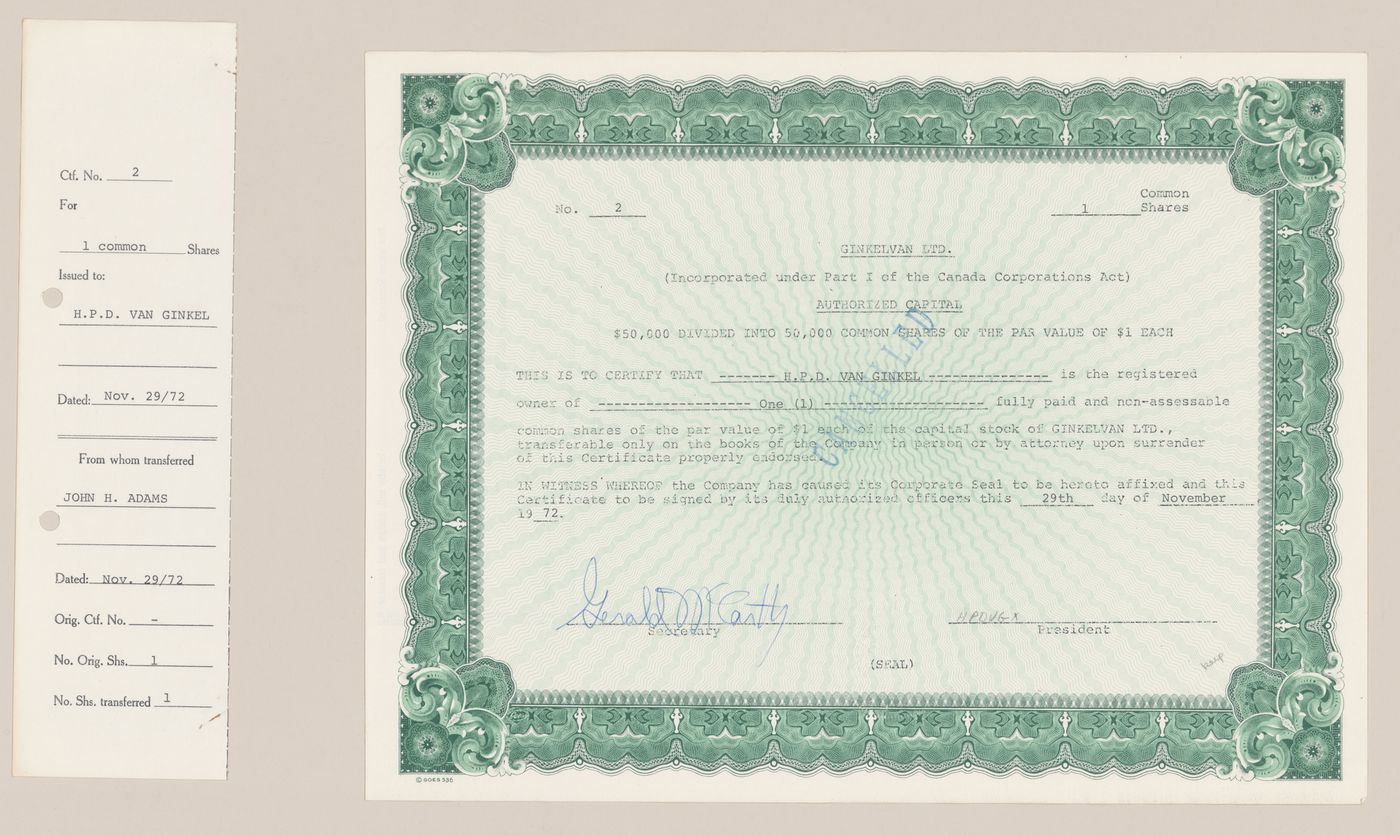 Ctf. No. 2
For
1 common Shares
Issued to:
H.P.D. VAN GINKEL
Dated: Nov. 29/72
From whom transferred
JOHN H. ADAMS
Dated: Nov. 29/72
Orig. Ctf. No. -
No. Orig. Shs. 1
No. Shs. transferred 1
No. 2
Common
1 Shares
GINKELVAN LTD.
(Incorporated under Part I of the Canada Corporations Act)
AUTHORIZED CAPITAL
$50,000 DIVIDED INTO 50,000 COMMON SHARES OF THE PAR VALUE OF $1 EACH
CANCELLED
THIS IS TO CERTIFY THAT ------- H.P.D. VAN GINKEL --------------- is the registered
owner of ------------------- One (1) -------------------- fully paid and non-assessable
common shares of the par value of $1 each of the capital stock of GINKELVAN LTD.,
transferable only on the books of the Company in person or by attorney upon surrender
of this Certificate properly endorsed.
IN WITNESS WHEREOF the Company has caused its Corporate Seal to be hereto affixed and this
Certificate to be signed by its duly authorized officers this 29th day of November
19 72.
Gerald McCarthy
Secretary
HPDVG X
President
(SEAL)
© GOES 536